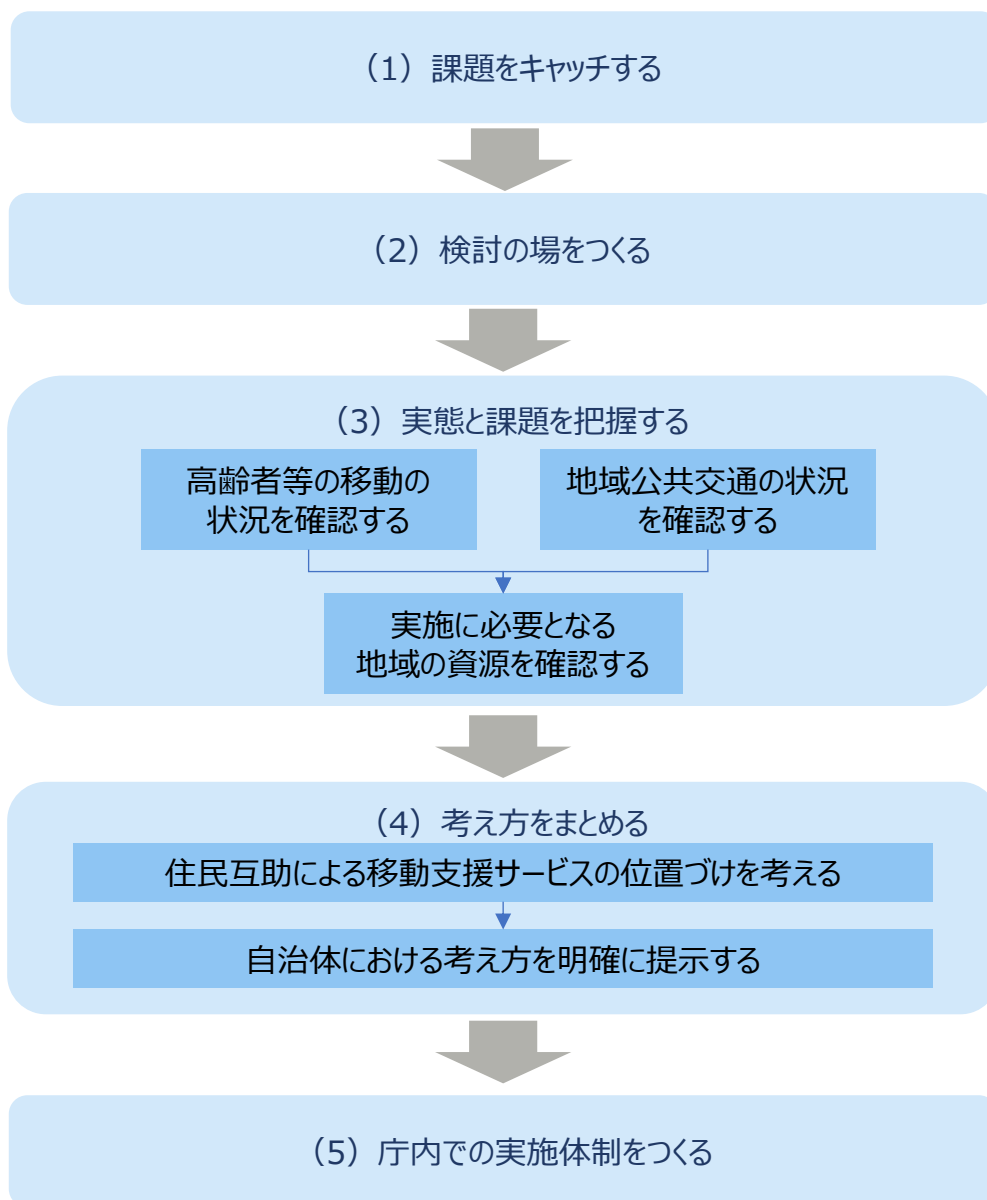 （1）課題をキャッチする
（2）検討の場をつくる
（3）実態と課題を把握する
高齢者等の移動の
状況を確認する
地域公共交通の状況
を確認する
実施に必要となる
地域の資源を確認する
（4）考え方をまとめる
住民互助による移動支援サービスの位置づけを考える
自治体における考え方を明確に提示する
（5）庁内での実施体制をつくる